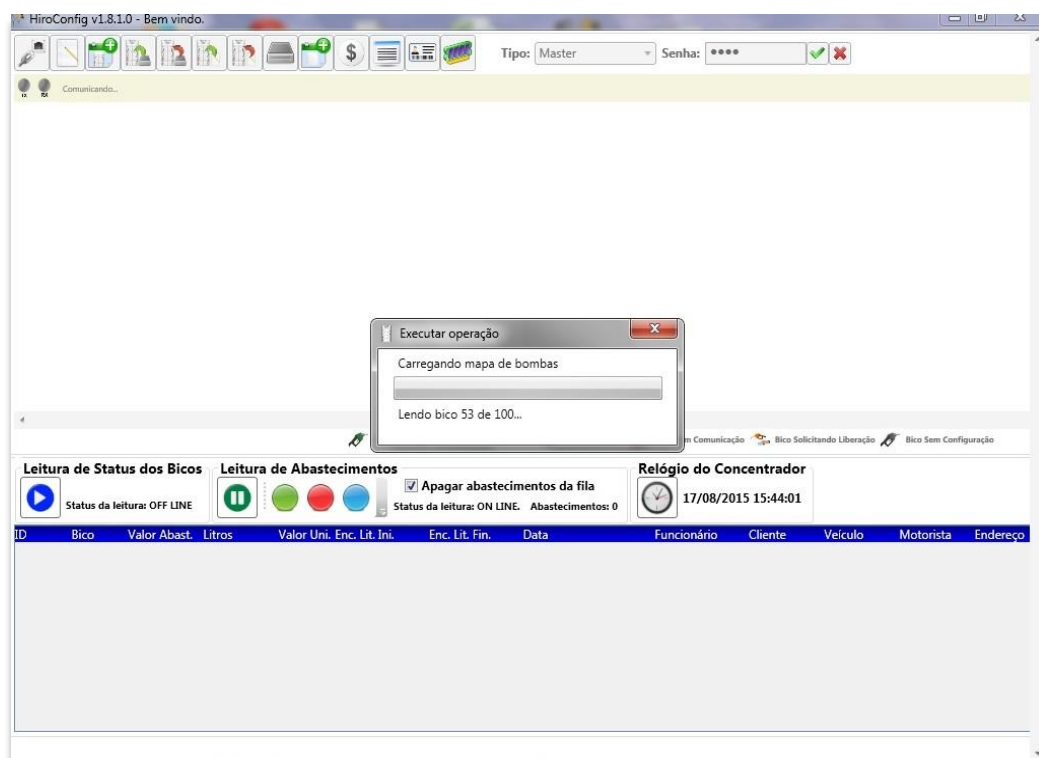 HiroConfig v1.8.1.0 - Bem vindo.
$ Tipo: Master Senha: ••••
TX RX Comunicando...
Executar operação
Carregando mapa de bombas
Lendo bico 53 de 100...
Comunicação Bico Solicitando Liberação Bico Sem Configuração
Leitura de Status dos Bicos Leitura de Abastecimentos Relógio do Concentrador
Apagar abastecimentos da fila
Status da leitura: OFF LINE Status da leitura: ON LINE. Abastecimentos: 0 17/08/2015 15:44:01
ID Bico Valor Abast. Litros Valor Uni. Enc. Lit. Ini. Enc. Lit. Fin. Data Funcionário Cliente Veículo Motorista Endereço